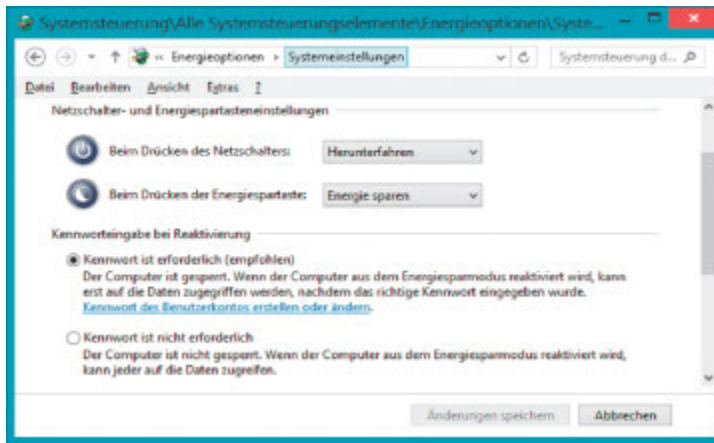 Systemsteuerung\Alle Systemsteuerungselemente\Energieoptionen\Syste...
« Energieoptionen › Systemeinstellungen Systemsteuerung d...
Datei Bearbeiten Ansicht Extras ?
Netzschalter- und Energiespartasteneinstellungen
Beim Drücken des Netzschalters: Herunterfahren
Beim Drücken der Energiespartaste: Energie sparen
Kennworteingabe bei Reaktivierung
Kennwort ist erforderlich (empfohlen)
Der Computer ist gesperrt. Wenn der Computer aus dem Energiesparmodus reaktiviert wird, kann
erst auf die Daten zugegriffen werden, nachdem das richtige Kennwort eingegeben wurde.
Kennwort des Benutzerkontos erstellen oder ändern.
Kennwort ist nicht erforderlich
Der Computer ist nicht gesperrt. Wenn der Computer aus dem Energiesparmodus reaktiviert wird,
kann jeder auf die Daten zugreifen.
Änderungen speichern Abbrechen